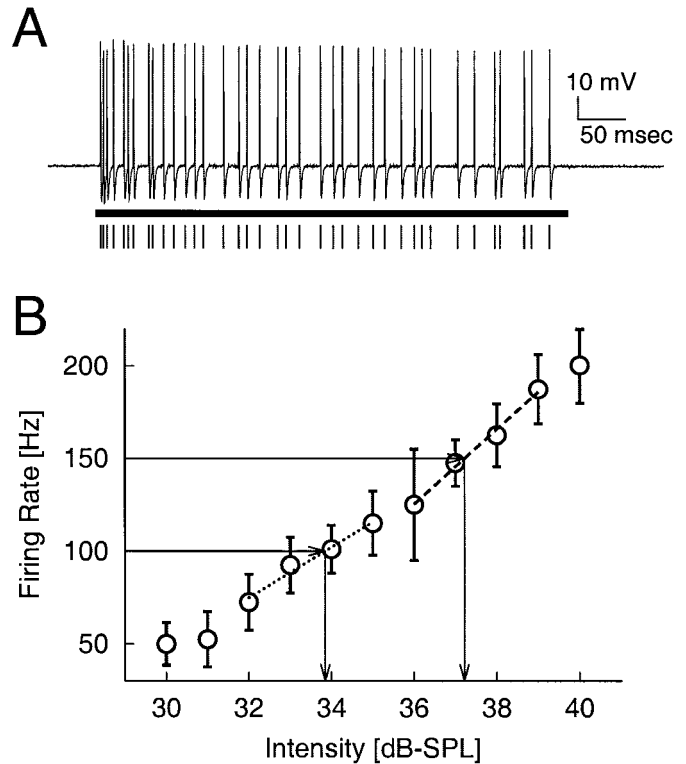 A
10 mV
50 msec
B
Firing Rate [Hz]
200
150
100
50
30 32 34 36 38 40
Intensity [dB-SPL]